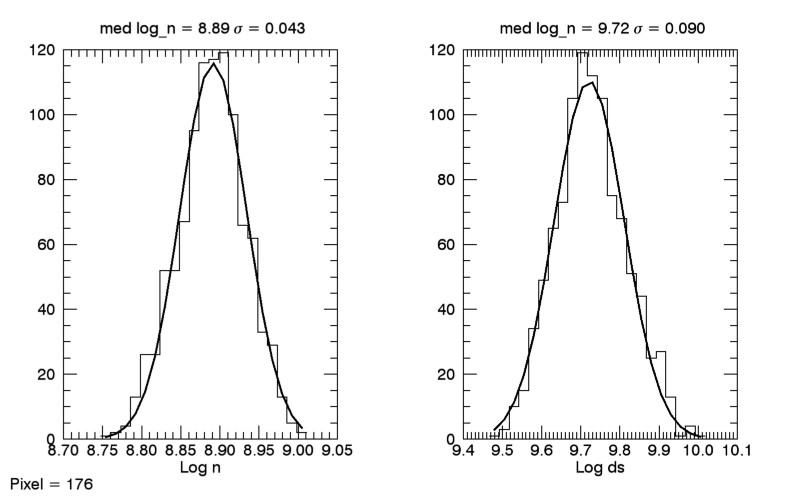 med log_n = 8.89 σ = 0.043
120
100
80
60
40
20
0
8.70 8.75 8.80 8.85 8.90 8.95 9.00 9.05
Log n
med log_n = 9.72 σ = 0.090
120
100
80
60
40
20
0
9.4 9.5 9.6 9.7 9.8 9.9 10.0 10.1
Log ds
Pixel = 176